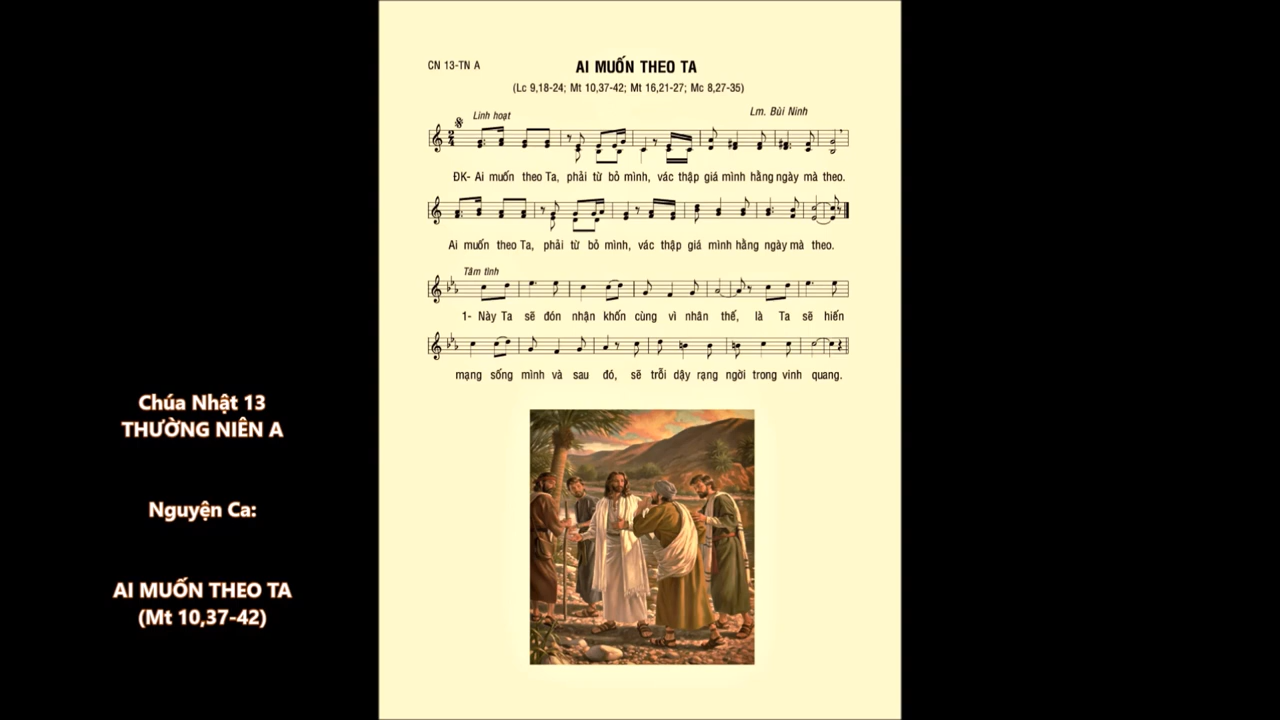 CN 13-TN A
AI MUỐN THEO TA
(Lc 9,18-24; Mt 10,37-42; Mt 16,21-27; Mc 8,27-35)
Linh hoạt
Lm. Bùi Ninh
ĐK- Ai muốn theo Ta, phải từ bỏ mình, vác thập giá mình hằng ngày mà theo.
Ai muốn theo Ta, phải từ bỏ mình, vác thập giá mình hằng ngày mà theo.
Tâm tình
1- Này Ta sẽ đón nhận khốn cùng vì nhân thế, là Ta sẽ hiến
mạng sống mình và sau đó, sẽ trỗi dậy rạng ngời trong vinh quang.
Chúa Nhật 13
THƯỜNG NIÊN A
Nguyện Ca:
AI MUỐN THEO TA
(Mt 10,37-42)